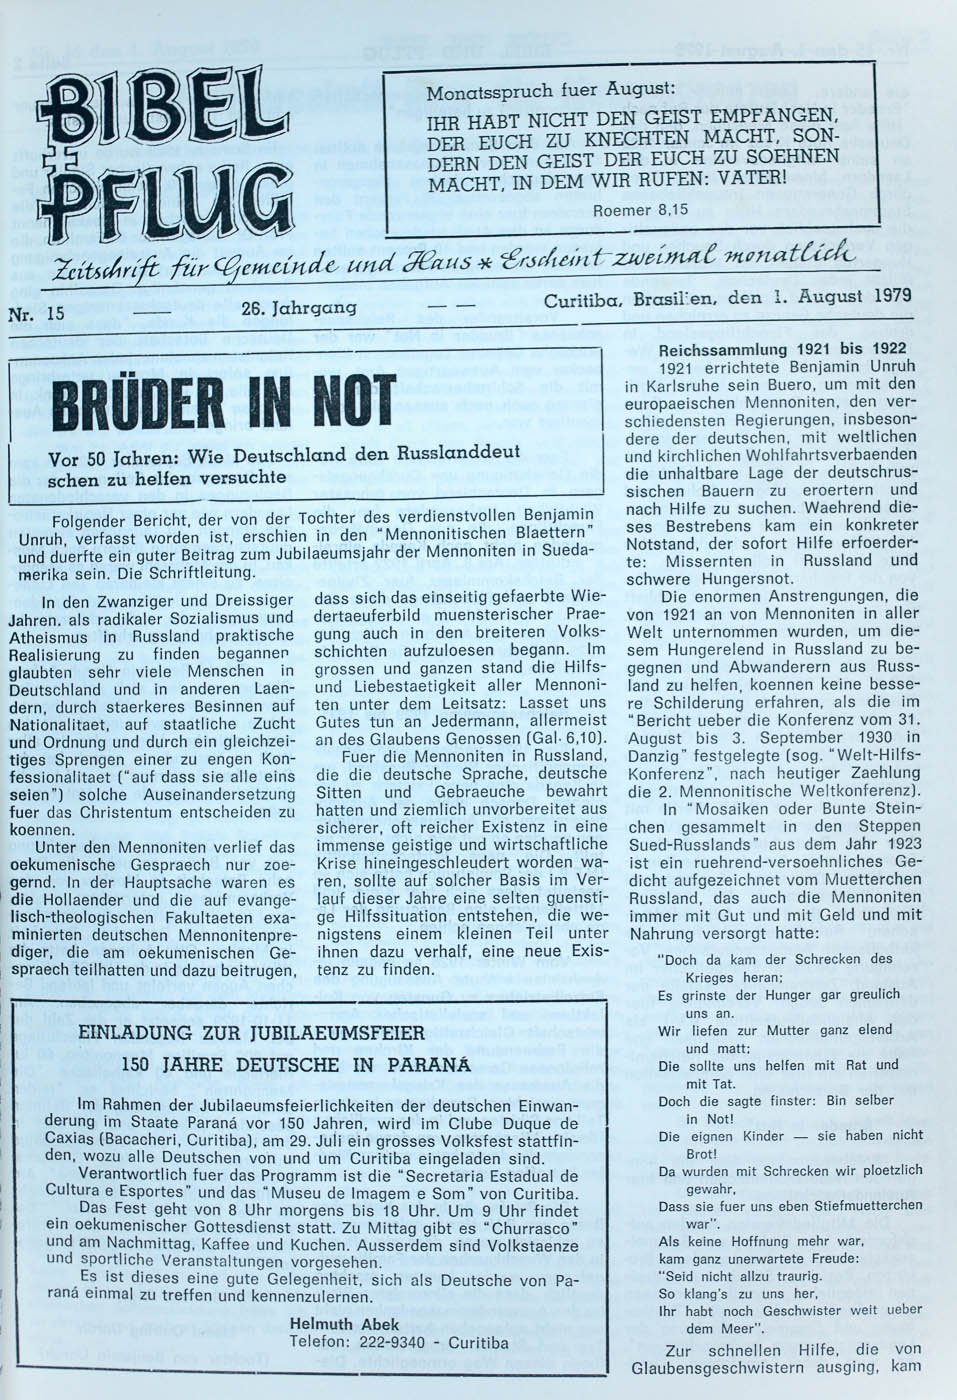 BIBEL
+
PFLUG
Monatsspruch fuer August:
IHR HABT NICHT DEN GEIST EMPFANGEN,
DER EUCH ZU KNECHTEN MACHT, SON-
DERN DEN GEIST DER EUCH ZU SOEHNEN
MACHT, IN DEM WIR RUFEN: VATER!
Roemer 8,15
Zeitschrift für Gemeinde und Haus * Erscheint zweimal monatlich
Nr. 15 — 26. Jahrgang — — Curitiba, Brasilien, den 1. August 1979
BRÜDER IN NOT
Vor 50 Jahren: Wie Deutschland den Russlanddeut
schen zu helfen versuchte
Folgender Bericht, der von der Tochter des verdienstvollen Benjamin
Unruh, verfasst worden ist, erschien in den "Mennonitischen Blaettern"
und duerfte ein guter Beitrag zum Jubilaeumsjahr der Mennoniten in Sueda-
merika sein. Die Schriftleitung.
In den Zwanziger und Dreissiger
Jahren. als radikaler Sozialismus und
Atheismus in Russland praktische
Realisierung zu finden begannen
glaubten sehr viele Menschen in
Deutschland und in anderen Laen-
dern, durch staerkeres Besinnen auf
Nationalitaet, auf staatliche Zucht
und Ordnung und durch ein gleichzei-
tiges Sprengen einer zu engen Kon-
fessionalitaet ("auf dass sie alle eins
seien") solche Auseinandersetzung
fuer das Christentum entscheiden zu
koennen.
Unter den Mennoniten verlief das
oekumenische Gespraech nur zoe-
gernd. In der Hauptsache waren es
die Hollaender und die auf evange-
lisch-theologischen Fakultaeten exa-
minierten deutschen Mennonitenpre-
diger, die am oekumenischen Ge-
spraech teilhatten und dazu beitrugen,
dass sich das einseitig gefaerbte Wie-
dertaeuferbild muensterischer Prae-
gung auch in den breiteren Volks-
schichten aufzuloesen begann. Im
grossen und ganzen stand die Hilfs-
und Liebestaetigkeit aller Mennoni-
ten unter dem Leitsatz: Lasset uns
Gutes tun an Jedermann, allermeist
an des Glaubens Genossen (Gal· 6,10).
Fuer die Mennoniten in Russland,
die die deutsche Sprache, deutsche
Sitten und Gebraeuche bewahrt
hatten und ziemlich unvorbereitet aus
sicherer, oft reicher Existenz in eine
immense geistige und wirtschaftliche
Krise hineingeschleudert worden wa-
ren, sollte auf solcher Basis im Ver-
lauf dieser Jahre eine selten guensti-
ge Hilfssituation entstehen, die we-
nigstens einem kleinen Teil unter
ihnen dazu verhalf, eine neue Exis-
tenz zu finden.
Reichssammlung 1921 bis 1922
1921 errichtete Benjamin Unruh
in Karlsruhe sein Buero, um mit den
europaeischen Mennoniten, den ver-
schiedensten Regierungen, insbeson-
dere der deutschen, mit weltlichen
und kirchlichen Wohlfahrtsverbaenden
die unhaltbare Lage der deutschrus-
sischen Bauern zu eroertern und
nach Hilfe zu suchen. Waehrend die-
ses Bestrebens kam ein konkreter
Notstand, der sofort Hilfe erfoerder-
te: Missernten in Russland und
schwere Hungersnot.
Die enormen Anstrengungen, die
von 1921 an von Mennoniten in aller
Welt unternommen wurden, um die-
sem Hungerelend in Russland zu be-
gegnen und Abwanderern aus Russ-
land zu helfen, koennen keine besse-
re Schilderung erfahren, als die im
"Bericht ueber die Konferenz vom 31.
August bis 3. September 1930 in
Danzig" festgelegte (sog. "Welt-Hilfs-
Konferenz", nach heutiger Zaehlung
die 2. Mennonitische Weltkonferenz).
In "Mosaiken oder Bunte Stein-
chen gesammelt in den Steppen
Sued-Russlands" aus dem Jahr 1923
ist ein ruehrend-versoehnliches Ge-
dicht aufgezeichnet vom Muetterchen
Russland, das auch die Mennoniten
immer mit Gut und mit Geld und mit
Nahrung versorgt hatte:
"Doch da kam der Schrecken des
Krieges heran;
Es grinste der Hunger gar greulich
uns an.
Wir liefen zur Mutter ganz elend
und matt;
Die sollte uns helfen mit Rat und
mit Tat.
Doch die sagte finster: Bin selber
in Not!
Die eignen Kinder — sie haben nicht
Brot!
Da wurden mit Schrecken wir ploetzlich
gewahr,
Dass sie fuer uns eben Stiefmuetterchen
war".
Als keine Hoffnung mehr war,
kam ganz unerwartete Freude:
"Seid nicht allzu traurig.
So klang's zu uns her,
Ihr habt noch Geschwister weit ueber
dem Meer".
Zur schnellen Hilfe, die von
Glaubensgeschwistern ausging, kam
EINLADUNG ZUR JUBILAEUMSFEIER
150 JAHRE DEUTSCHE IN PARANA
Im Rahmen der Jubilaeumsfeierlichkeiten der deutschen Einwan-
derung im Staate Paraná vor 150 Jahren, wird im Clube Duque de
Caxias (Bacacheri, Curitiba), am 29. Juli ein grosses Volksfest stattfin-
den, wozu alle Deutschen von und um Curitiba eingeladen sind.
Verantwortlich fuer das Programm ist die "Secretaria Estadual de
Cultura e Esportes" und das "Museu de Imagem e Som" von Curitiba.
Das Fest geht von 8 Uhr morgens bis 18 Uhr. Um 9 Uhr findet
ein oekumenischer Gottesdienst statt. Zu Mittag gibt es "Churrasco"
und am Nachmittag, Kaffee und Kuchen. Ausserdem sind Volkstaenze
und sportliche Veranstaltungen vorgesehen.
Es ist dieses eine gute Gelegenheit, sich als Deutsche von Pa-
raná einmal zu treffen und kennenzulernen.
Helmuth Abek
Telefon: 222-9340 - Curitiba